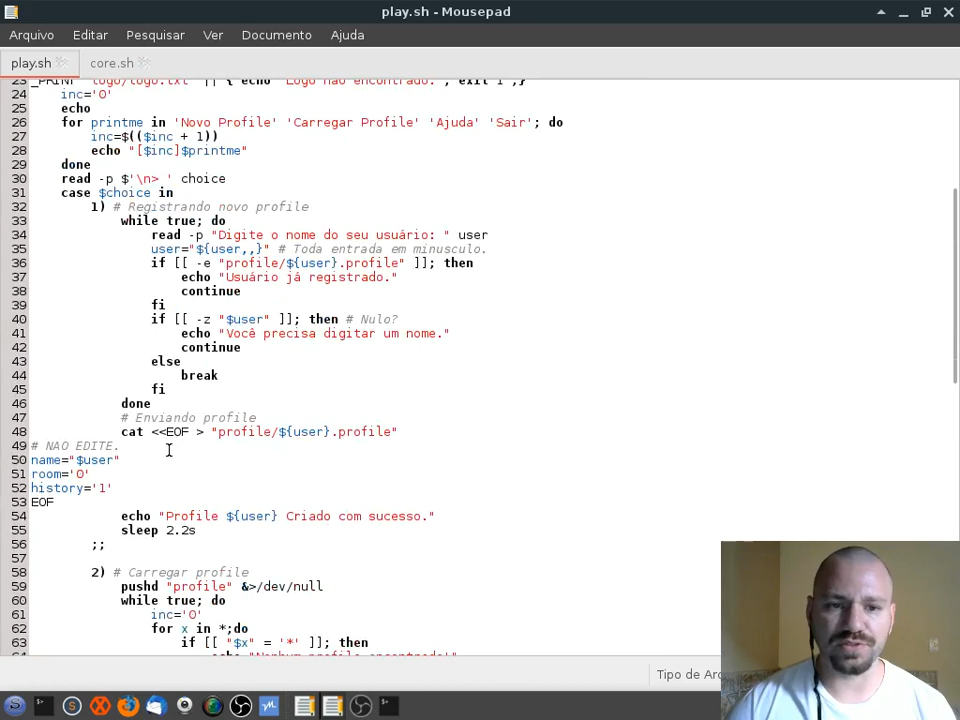 play.sh - Mousepad
Arquivo Editar Pesquisar Ver Documento Ajuda
play.sh core.sh
23 _PRINT "logo/logo.txt" || { echo "Logo não encontrado."; exit 1 ;}
24 inc='0'
25 echo
26 for printme in 'Novo Profile' 'Carregar Profile' 'Ajuda' 'Sair'; do
27 inc=$(($inc + 1))
28 echo "[$inc]$printme"
29 done
30 read -p $'\n> ' choice
31 case $choice in
32 1) # Registrando novo profile
33 while true; do
34 read -p "Digite o nome do seu usuário: " user
35 user="${user,,}" # Toda entrada em minusculo.
36 if [[ -e "profile/${user}.profile" ]]; then
37 echo "Usuário já registrado."
38 continue
39 fi
40 if [[ -z "$user" ]]; then # Nulo?
41 echo "Você precisa digitar um nome."
42 continue
43 else
44 break
45 fi
46 done
47 # Enviando profile
48 cat <<EOF > "profile/${user}.profile"
49 # NAO EDITE.
50 name="$user"
51 room='0'
52 history='1'
53 EOF
54 echo "Profile ${user} Criado com sucesso."
55 sleep 2.2s
56 ;;
57
58 2) # Carregar profile
59 pushd "profile" &>/dev/null
60 while true; do
61 inc='0'
62 for x in *;do
63 if [[ "$x" = '*' ]]; then
64 echo "Nenhum profile encontrado!"
Tipo de Arq